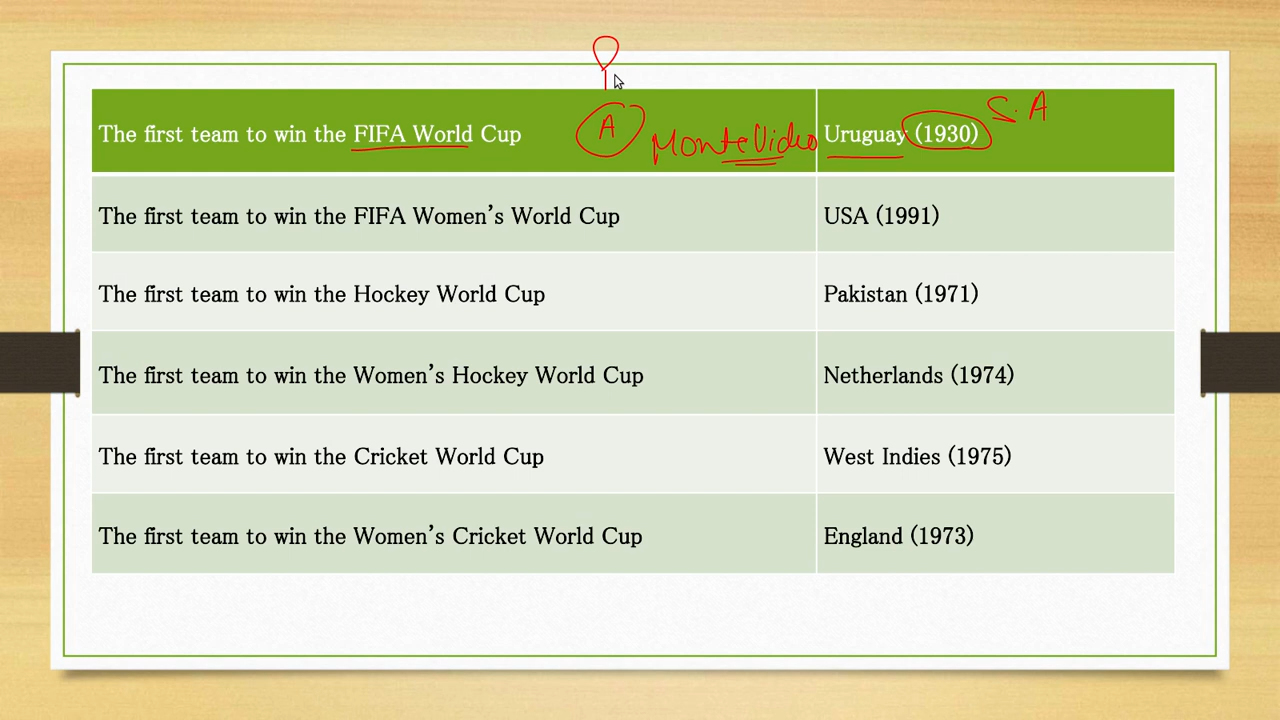 The first team to win the FIFA World Cup A MonteVideo Uruguay (1930) S.A
The first team to win the FIFA Women's World Cup USA (1991)
The first team to win the Hockey World Cup Pakistan (1971)
The first team to win the Women's Hockey World Cup Netherlands (1974)
The first team to win the Cricket World Cup West Indies (1975)
The first team to win the Women's Cricket World Cup England (1973)